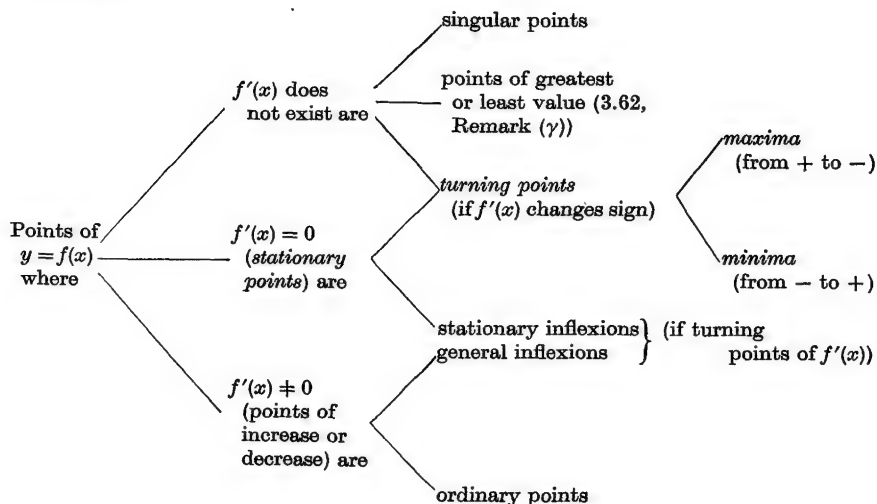 singular points
f′(x) does
not exist are
points of greatest
or least value (3.62,
Remark (γ))
maxima
(from + to −)
turning points
(if f′(x) changes sign)
Points of
y = f(x)
where
f′(x) = 0
(stationary
points) are
minima
(from − to +)
stationary inflexions
general inflexions
} (if turning
points of f′(x))
f′(x) ≠ 0
(points of
increase or
decrease) are
ordinary points